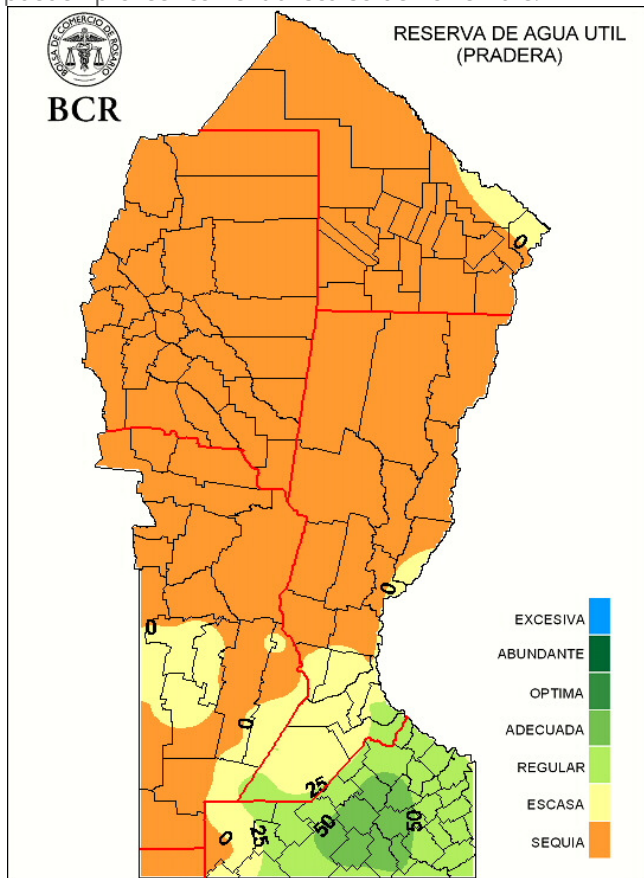 BOLSA DE COMERCIO DE ROSARIO
BCR
RESERVA DE AGUA UTIL
(PRADERA)
0
0
0
0
0
25
25
50
50
EXCESIVA
ABUNDANTE
OPTIMA
ADECUADA
REGULAR
ESCASA
SEQUIA